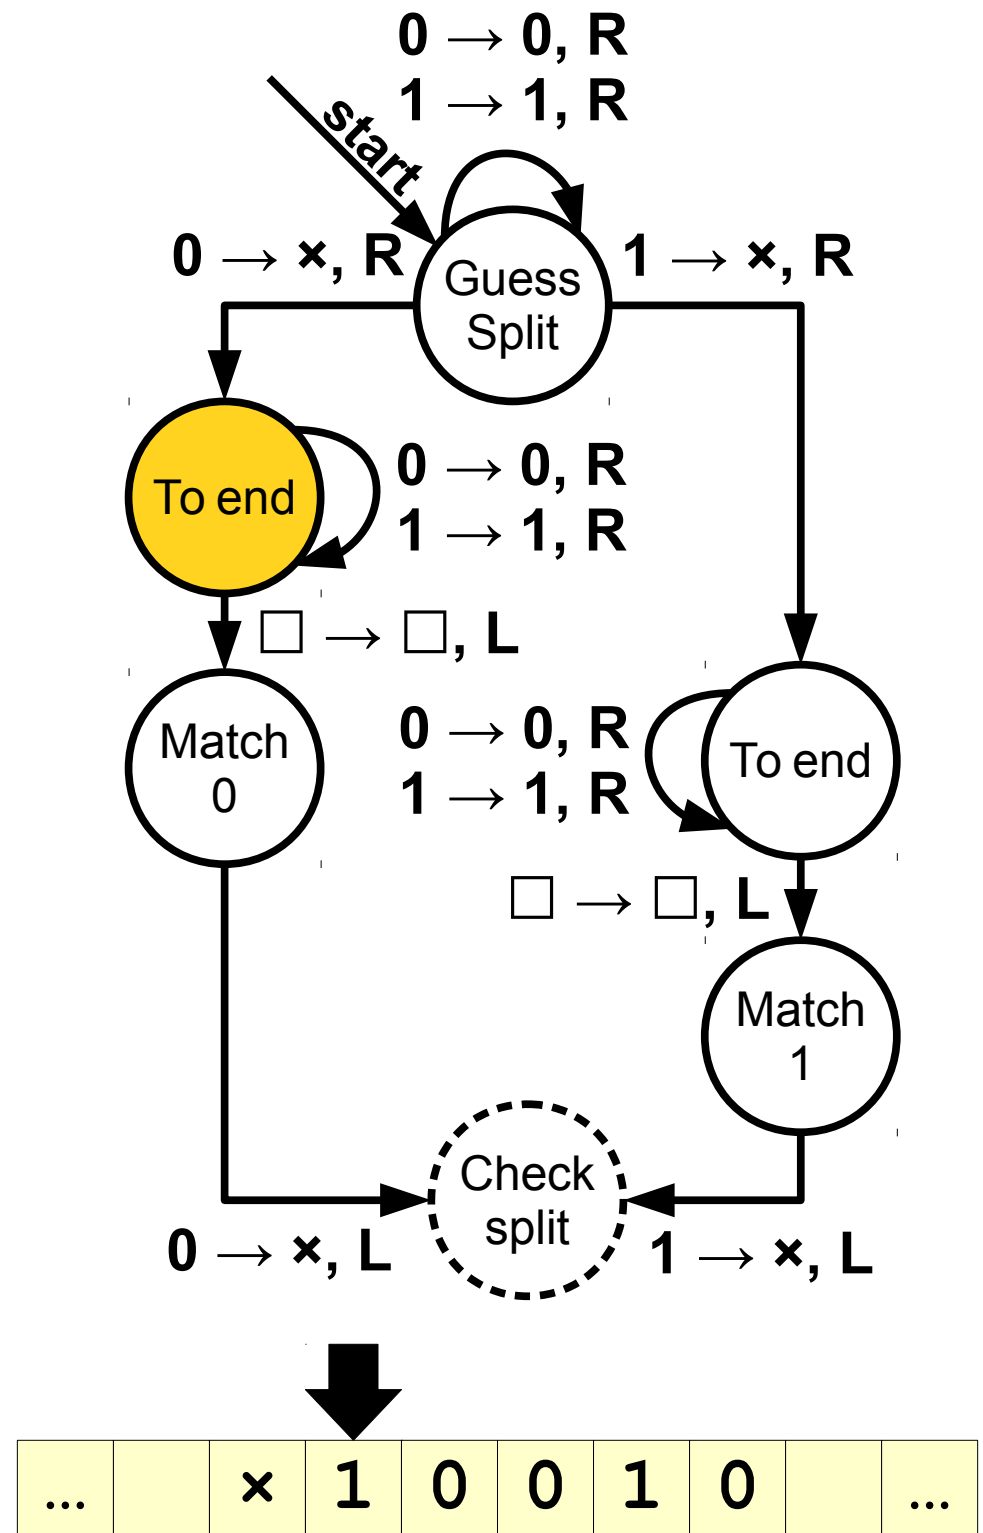 0 → 0, R
1 → 1, R
start
0 → ×, R
1 → ×, R
Guess
Split
To end
0 → 0, R
1 → 1, R
□ → □, L
Match
0
0 → 0, R
1 → 1, R
To end
□ → □, L
Match
1
Check
split
0 → ×, L
1 → ×, L
... × 1 0 0 1 0 ...